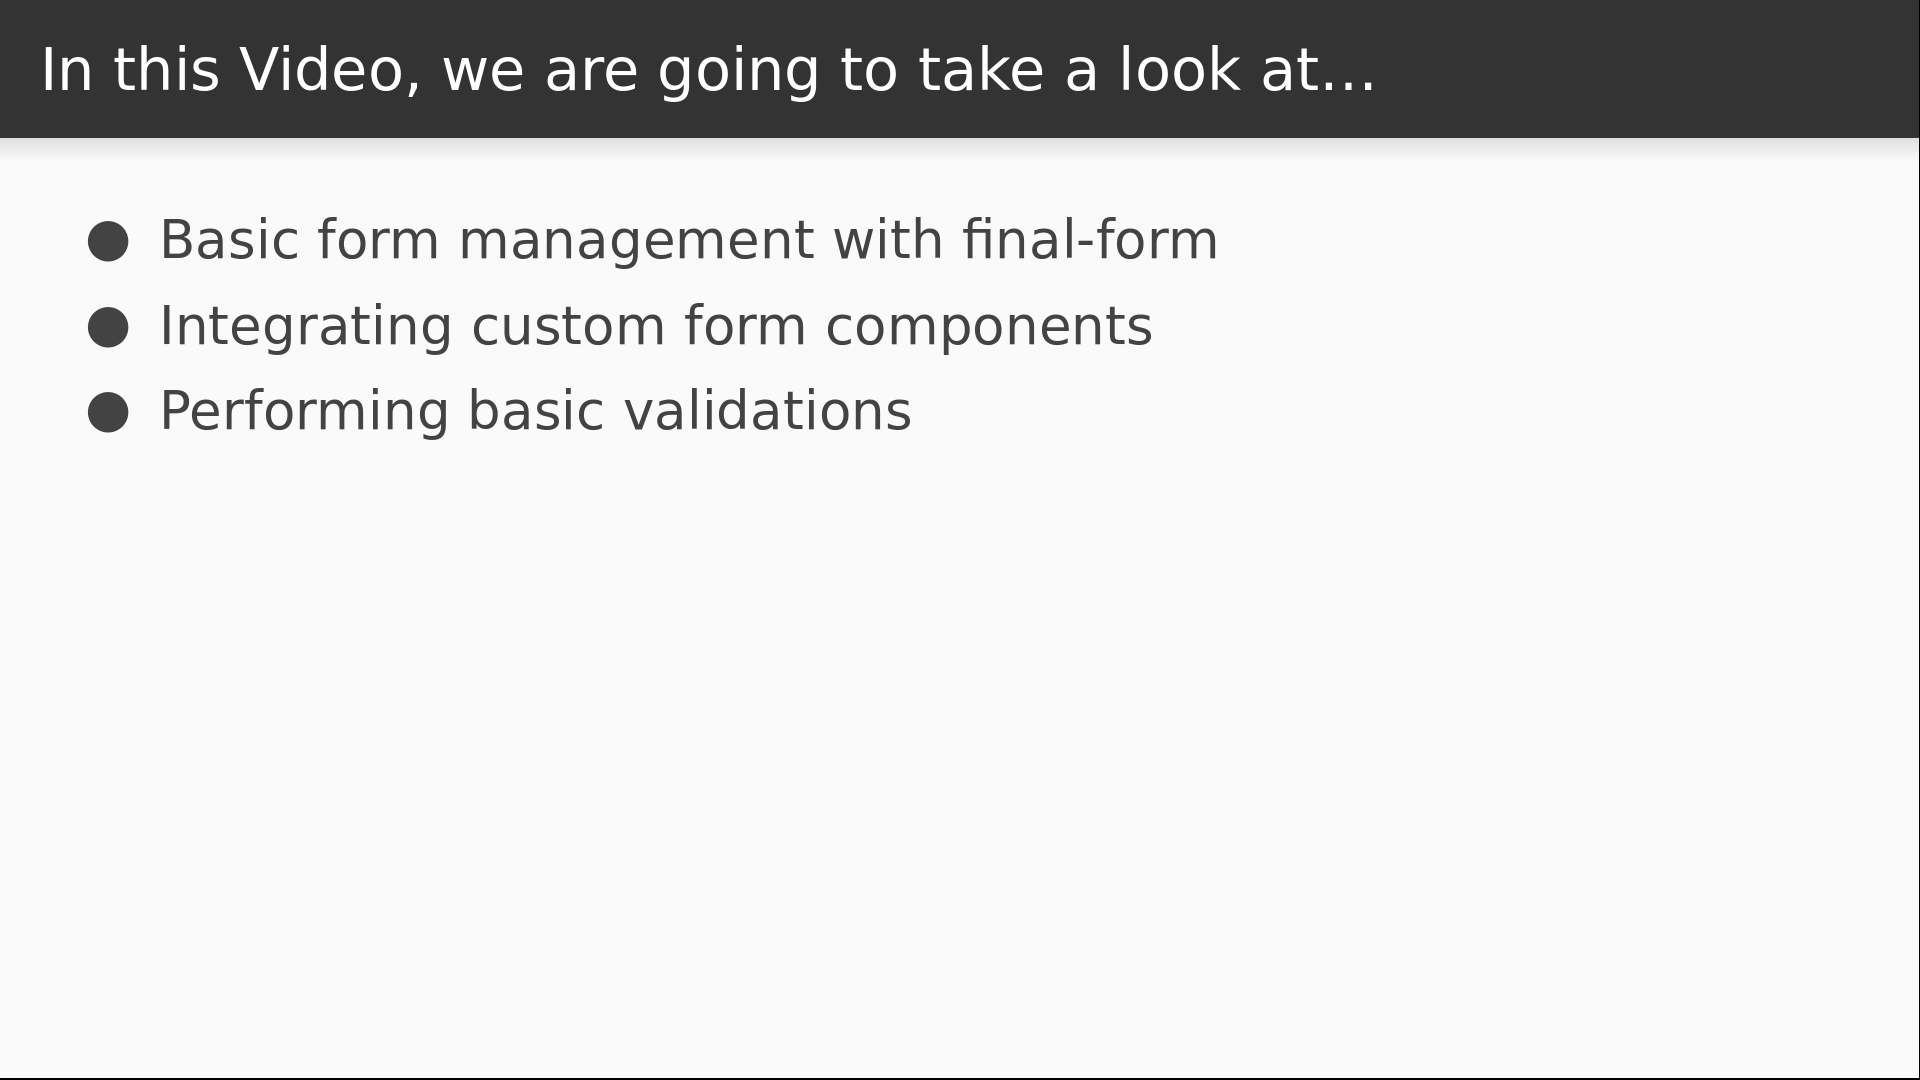 In this Video, we are going to take a look at...
● Basic form management with final-form
● Integrating custom form components
● Performing basic validations